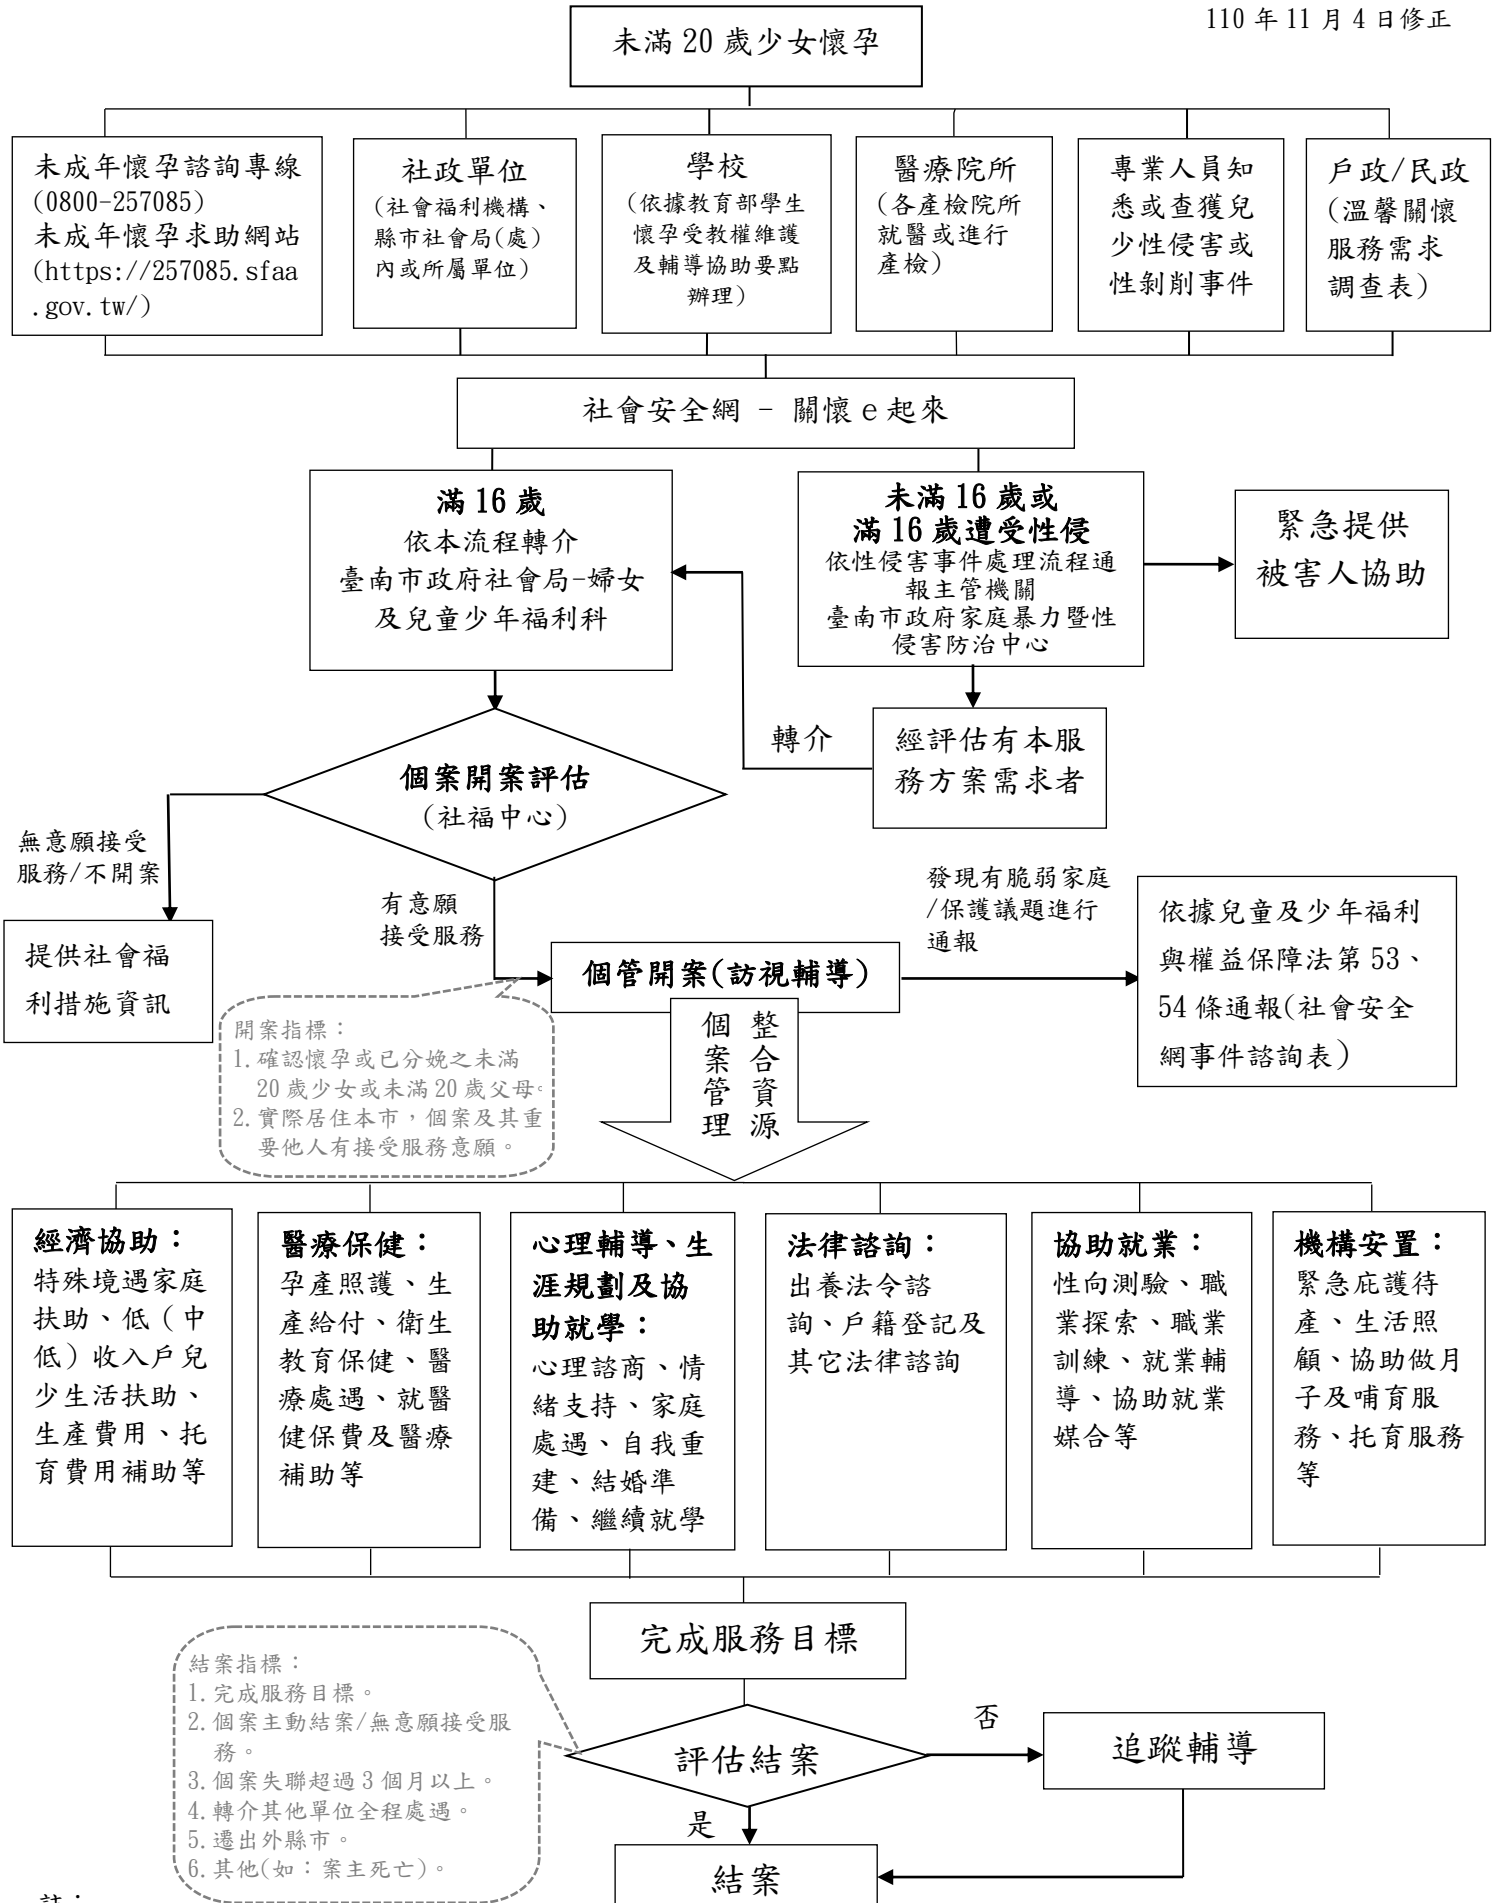 110 年 11 月 4 日修正
未滿 20 歲少女懷孕
未成年懷孕諮詢專線
(0800-257085)
未成年懷孕求助網站
(https://257085.sfaa
.gov.tw/)
社政單位
(社會福利機構、
縣市社會局(處)
內或所屬單位)
學校
(依據教育部學生
懷孕受教權維護
及輔導協助要點
辦理)
醫療院所
(各產檢院所
就醫或進行
產檢)
專業人員知
悉或查獲兒
少性侵害或
性剝削事件
戶政/民政
(溫馨關懷
服務需求
調查表)
社會安全網 - 關懷 e 起來
滿 16 歲
依本流程轉介
臺南市政府社會局-婦女
及兒童少年福利科
未滿 16 歲或
滿 16 歲遭受性侵
依性侵害事件處理流程通
報主管機關
臺南市政府家庭暴力暨性
侵害防治中心
緊急提供
被害人協助
轉介
經評估有本服
務方案需求者
個案開案評估
(社福中心)
無意願接受
服務/不開案
有意願
接受服務
發現有脆弱家庭
/保護議題進行
通報
提供社會福
利措施資訊
個管開案(訪視輔導)
依據兒童及少年福利
與權益保障法第 53、
54 條通報(社會安全
網事件諮詢表)
開案指標：
1.確認懷孕或已分娩之未滿
20 歲少女或未滿 20 歲父母。
2.實際居住本市，個案及其重
要他人有接受服務意願。
個案管理
整合資源
經濟協助：
特殊境遇家庭
扶助、低（中
低）收入戶兒
少生活扶助、
生產費用、托
育費用補助等
醫療保健：
孕產照護、生
產給付、衛生
教育保健、醫
療處遇、就醫
健保費及醫療
補助等
心理輔導、生
涯規劃及協
助就學：
心理諮商、情
緒支持、家庭
處遇、自我重
建、結婚準
備、繼續就學
法律諮詢：
出養法令諮
詢、戶籍登記及
其它法律諮詢
協助就業：
性向測驗、職
業探索、職業
訓練、就業輔
導、協助就業
媒合等
機構安置：
緊急庇護待
產、生活照
顧、協助做月
子及哺育服
務、托育服務
等
完成服務目標
結案指標：
1.完成服務目標。
2.個案主動結案/無意願接受服
務。
3.個案失聯超過 3 個月以上。
4.轉介其他單位全程處遇。
5.遷出外縣市。
6.其他(如：案主死亡)。
評估結案
否
追蹤輔導
是
結案
註：